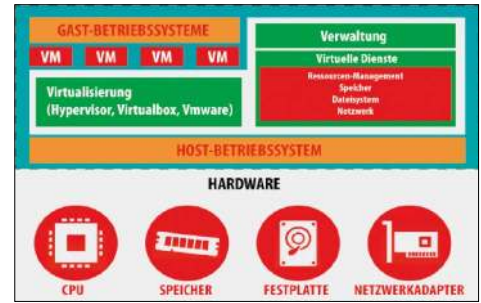 GAST-BETRIEBSSYSTEME
VM VM VM VM
Virtualisierung
(Hypervisor, Virtualbox, Vmware)
Verwaltung
Virtuelle Dienste
Ressourcen-Management
Speicher
Dateisystem
Netzwerk
HOST-BETRIEBSSYSTEM
HARDWARE
CPU
SPEICHER
FESTPLATTE
NETZWERKADAPTER